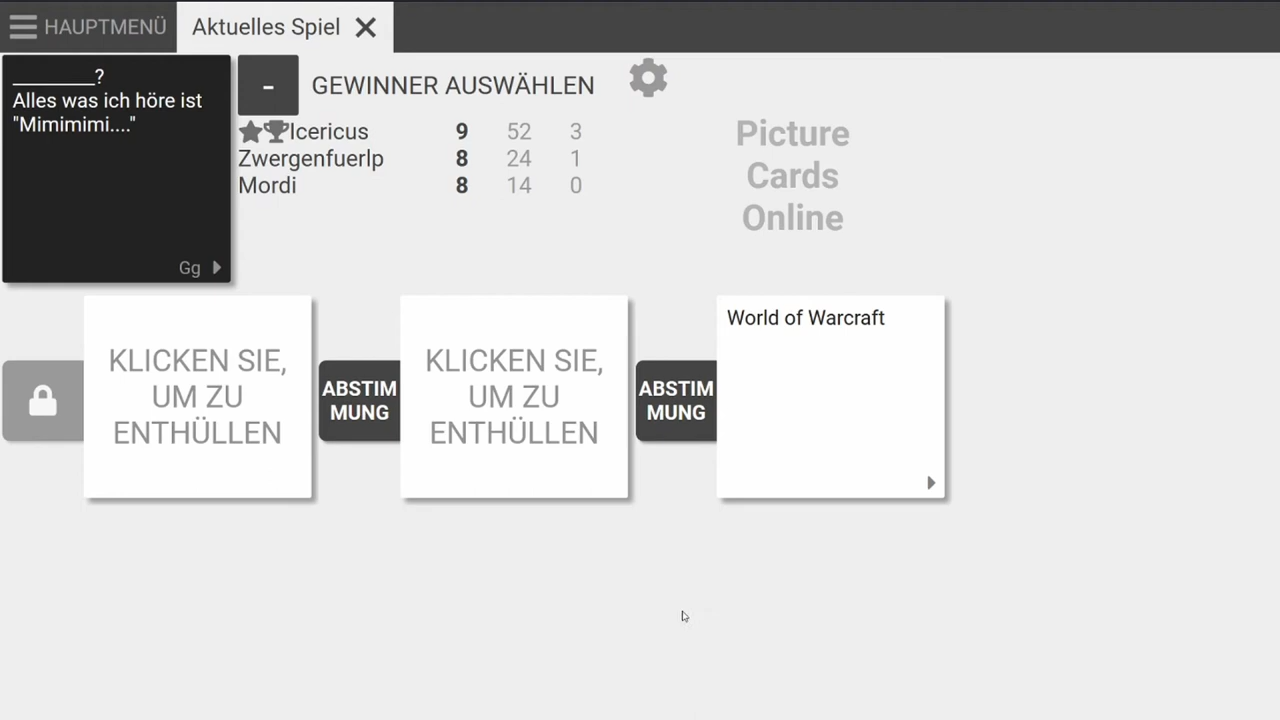 HAUPTMENÜ
Aktuelles Spiel
________?
Alles was ich höre ist
"Mimimimi...."
Gg
-
GEWINNER AUSWÄHLEN
Icericus 9 52 3
Zwergenfuerlp 8 24 1
Mordi 8 14 0
Picture
Cards
Online
KLICKEN SIE,
UM ZU
ENTHÜLLEN
ABSTIM
MUNG
KLICKEN SIE,
UM ZU
ENTHÜLLEN
ABSTIM
MUNG
World of Warcraft